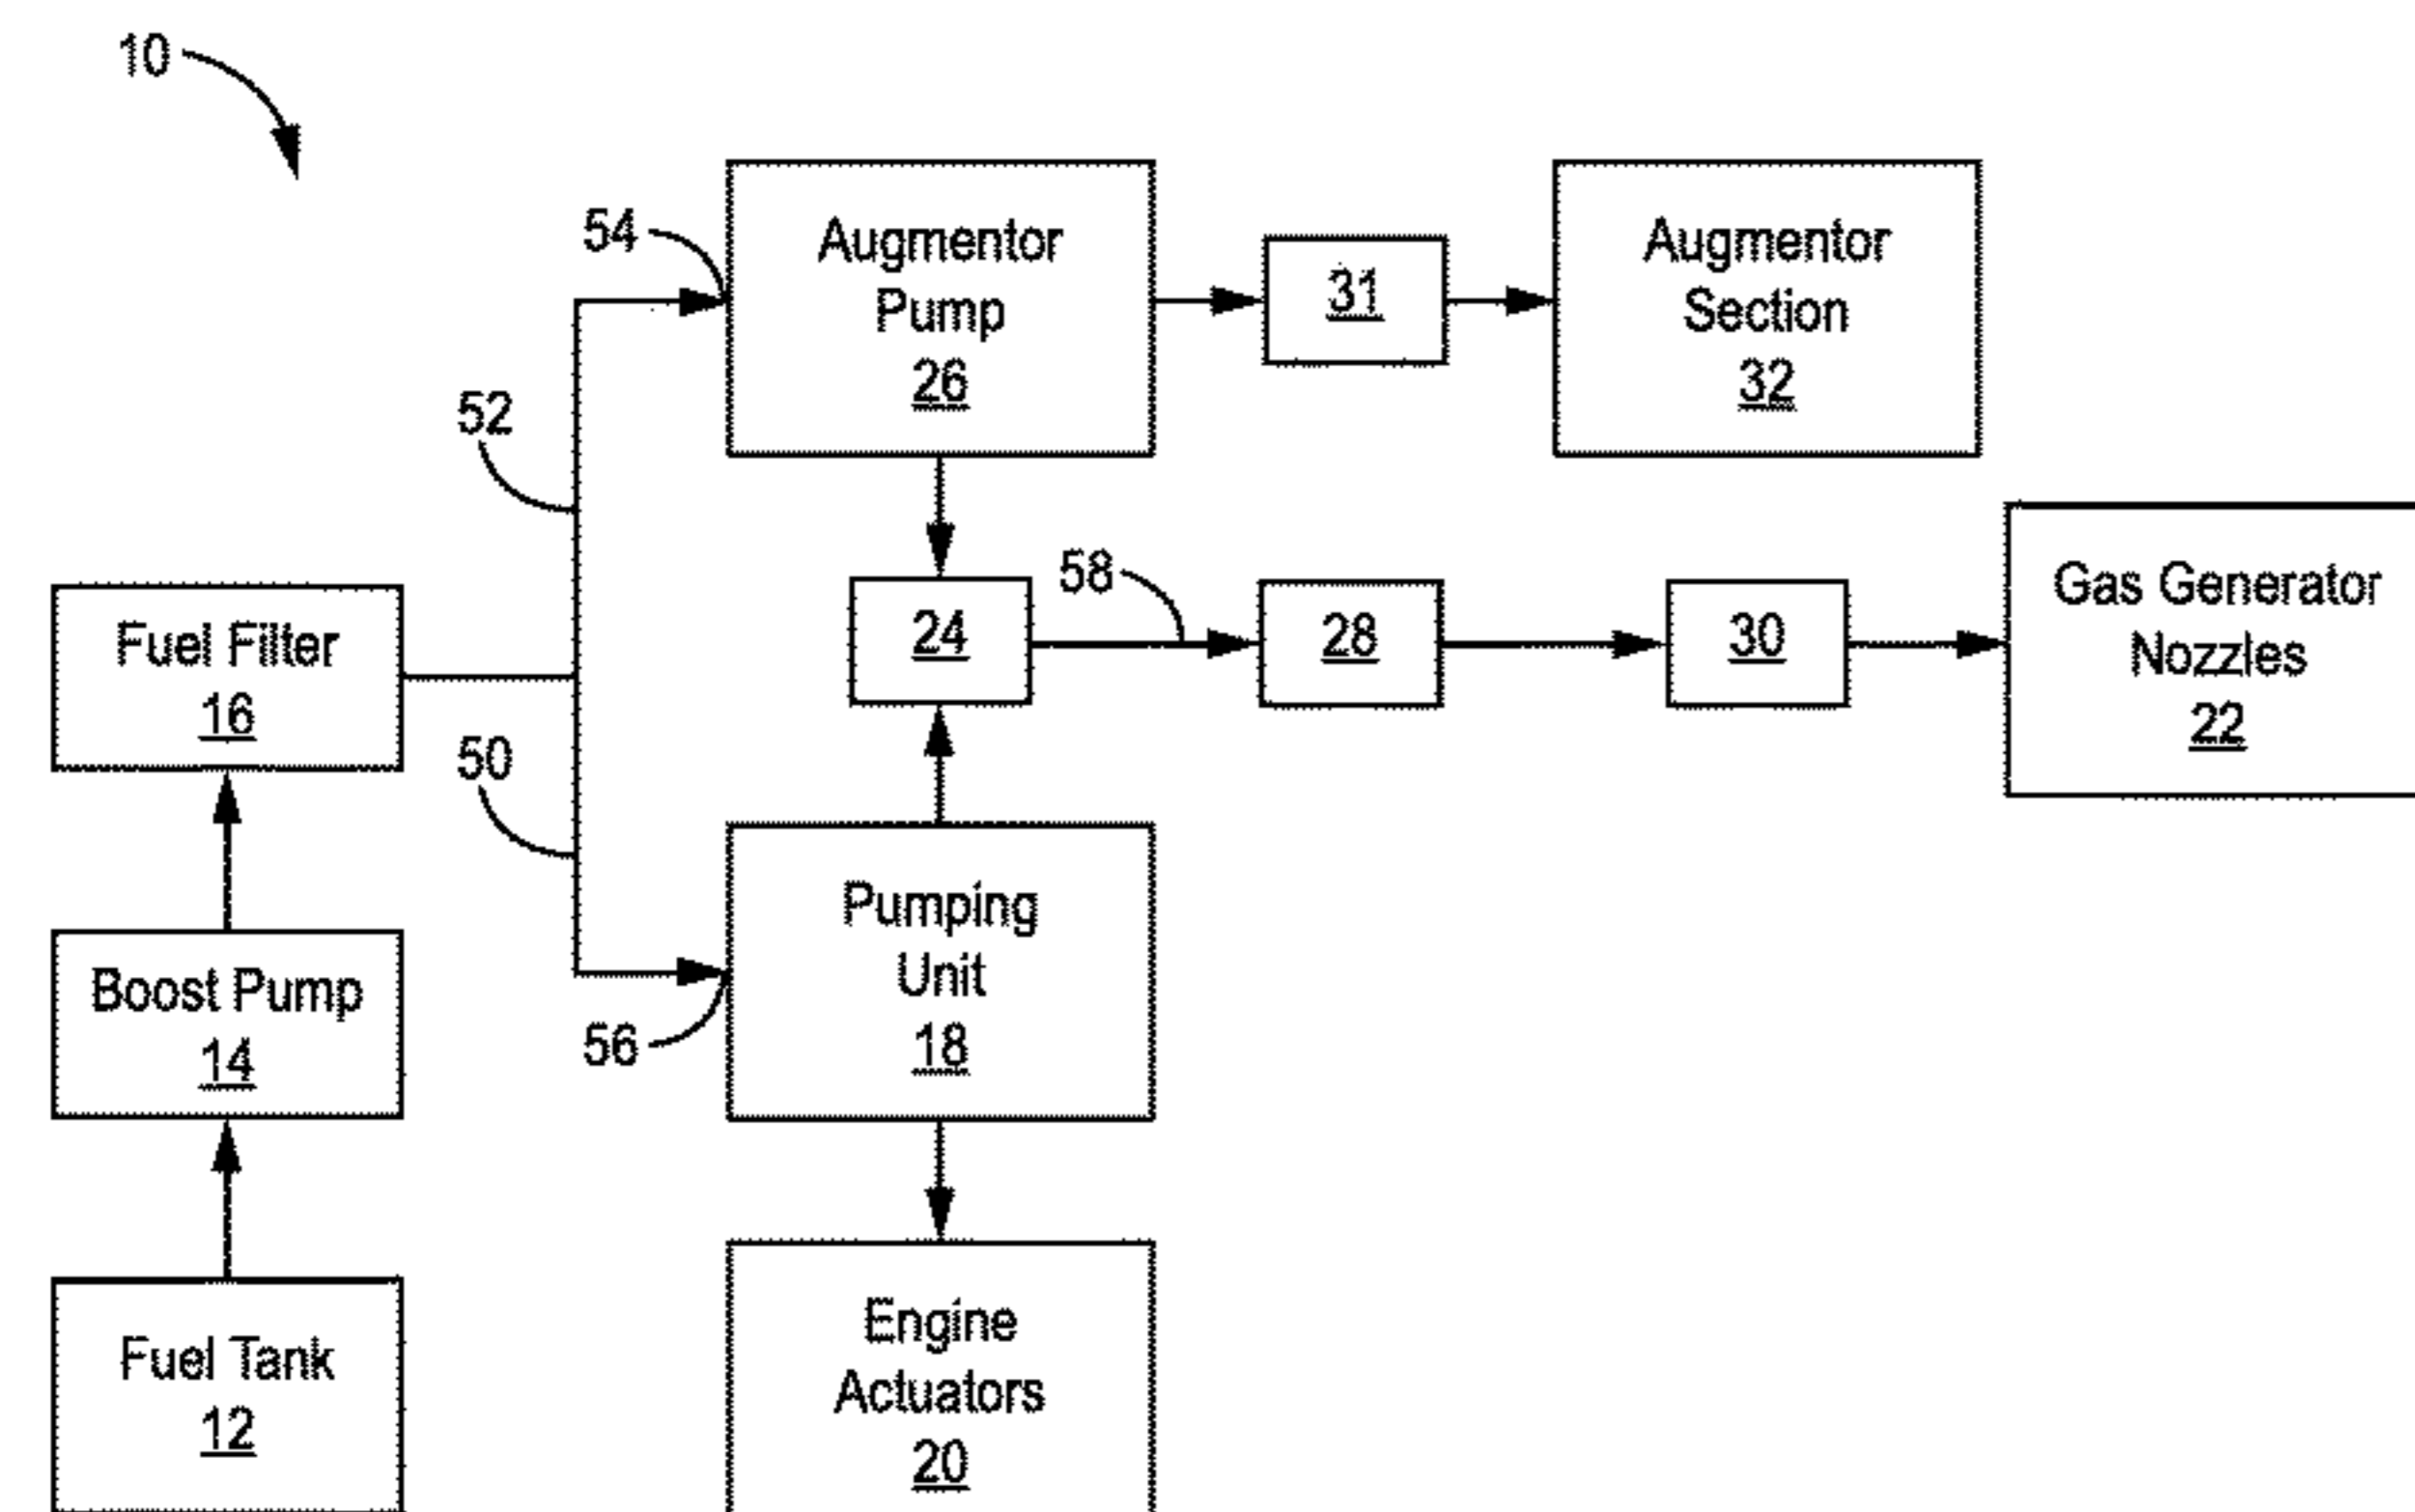 10
54
Augmentor
Pump
26
31
Augmentor
Section
32
52
58
24
28
30
Gas Generator
Nozzles
22
Fuel Filter
16
50
Pumping
Unit
18
56
Boost Pump
14
Engine
Actuators
20
Fuel Tank
12